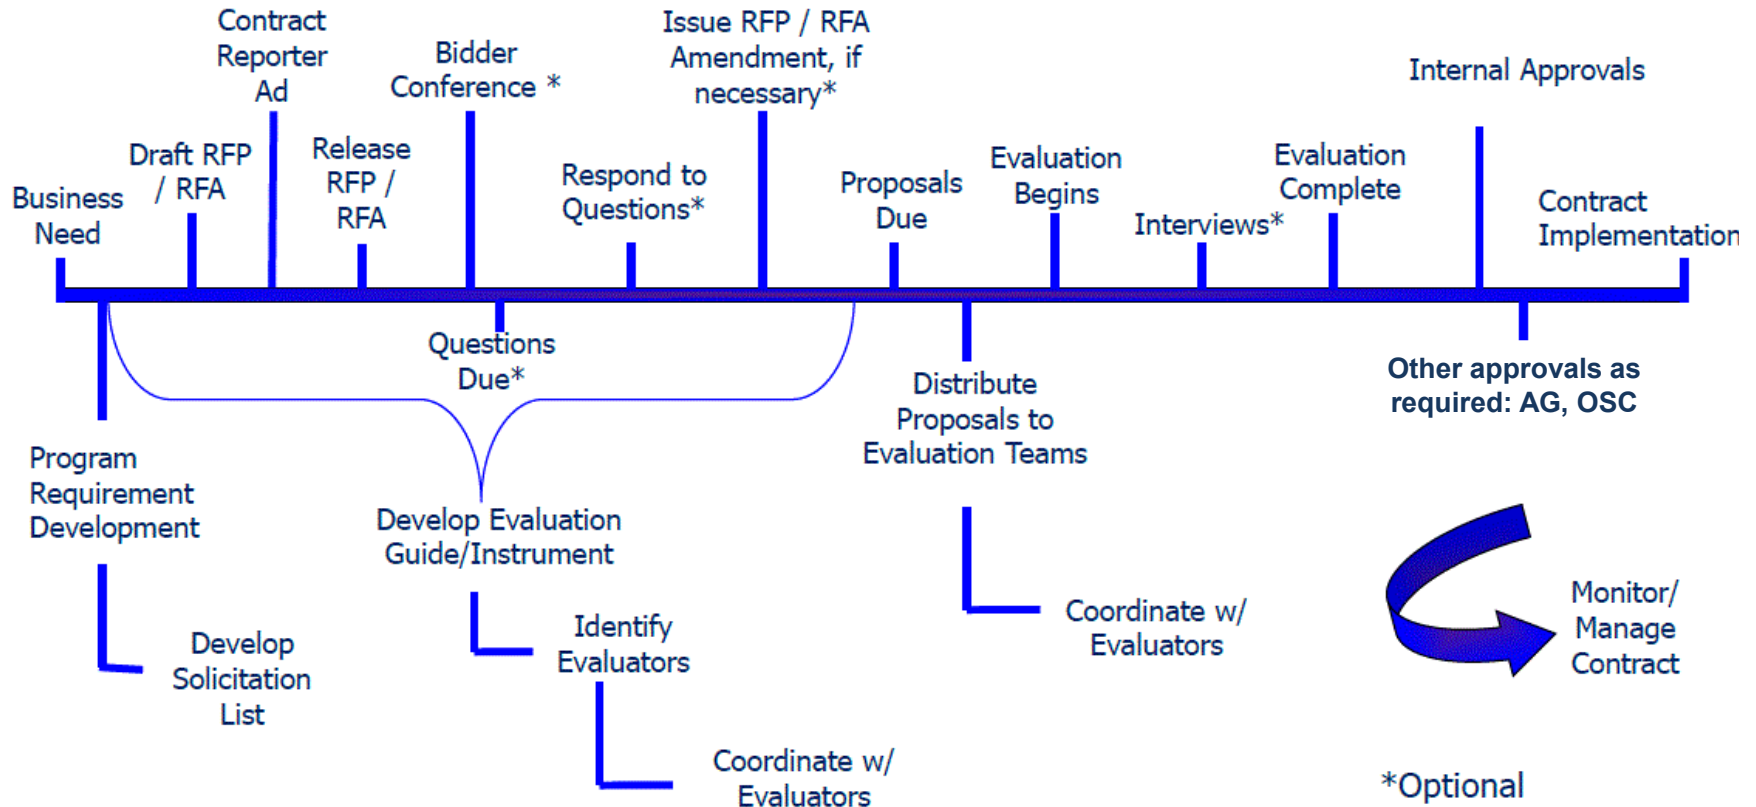 Contract
Reporter
Ad
Bidder
Conference *
Issue RFP / RFA
Amendment, if
necessary*
Internal Approvals
Business
Need
Draft RFP
/ RFA
Release
RFP /
RFA
Respond to
Questions*
Proposals
Due
Evaluation
Begins
Interviews*
Evaluation
Complete
Contract
Implementation
Questions
Due*
Distribute
Proposals to
Evaluation Teams
Other approvals as
required: AG, OSC
Program
Requirement
Development
Develop Evaluation
Guide/Instrument
Develop
Solicitation
List
Identify
Evaluators
Coordinate w/
Evaluators
Coordinate w/
Evaluators
Monitor/
Manage
Contract
*Optional